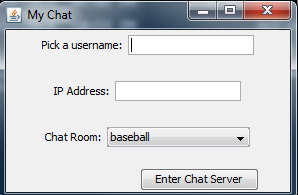 My Chat
Pick a username:
IP Address:
Chat Room: baseball
Enter Chat Server